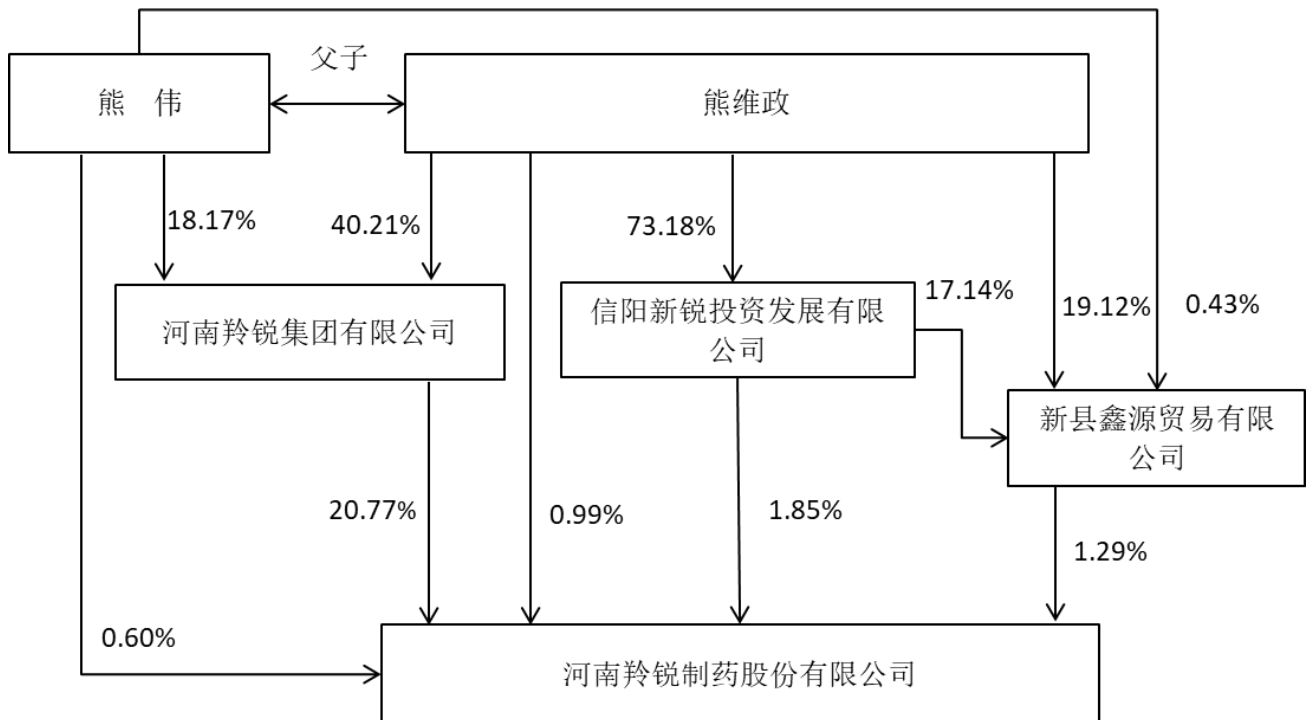 父子
熊　伟
熊维政
18.17%
40.21%
73.18%
17.14%
19.12%
0.43%
河南羚锐集团有限公司
信阳新锐投资发展有限
公司
新县鑫源贸易有限
公司
20.77%
0.99%
1.85%
1.29%
0.60%
河南羚锐制药股份有限公司